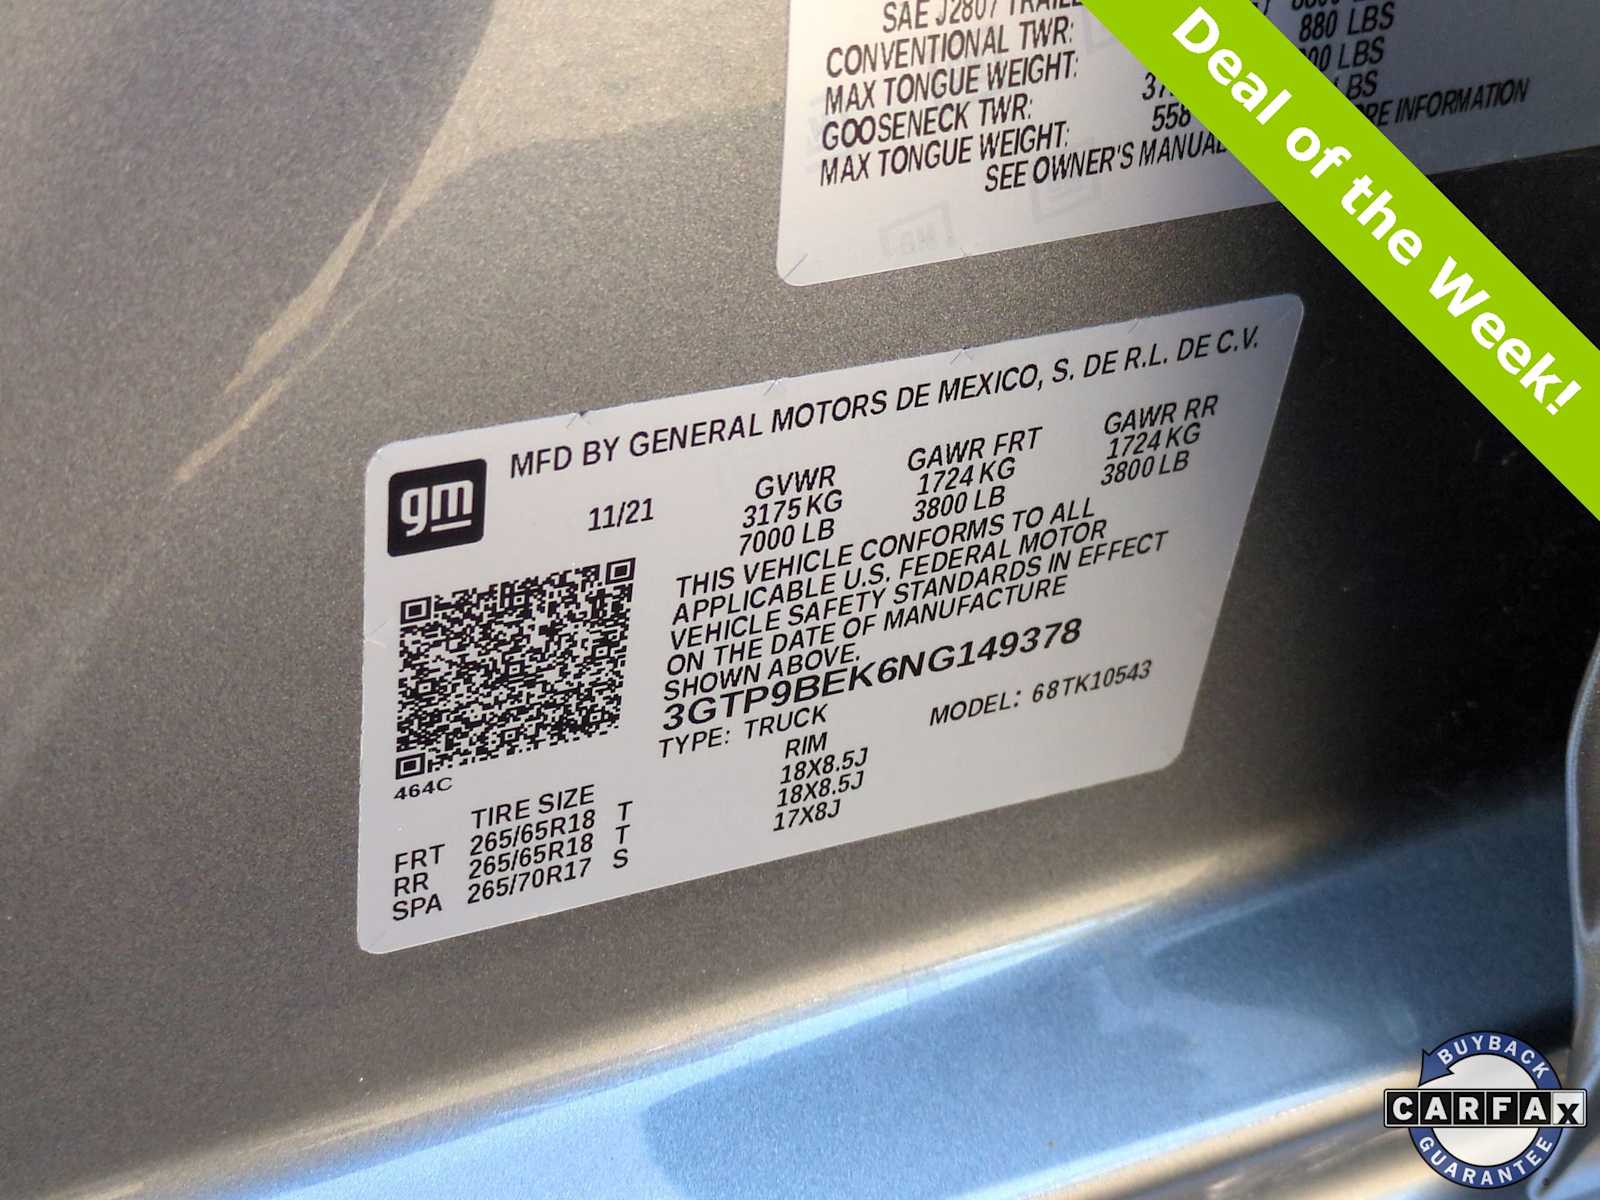 SAE J2807
CONVENTIONAL TWR: 880 LBS
MAX TONGUE WEIGHT: LBS
GOOSENECK TWR: LBS
MAX TONGUE WEIGHT: 558
SEE OWNER'S MANUAL INFORMATION
Deal of the Week!
MFD BY GENERAL MOTORS DE MEXICO, S. DE R.L. DE C.V.
gm
11/21
GVWR GAWR FRT GAWR RR
3175 KG 1724 KG 1724 KG
7000 LB 3800 LB 3800 LB
THIS VEHICLE CONFORMS TO ALL
APPLICABLE U.S. FEDERAL MOTOR
VEHICLE SAFETY STANDARDS IN EFFECT
ON THE DATE OF MANUFACTURE
SHOWN ABOVE.
3GTP9BEK6NG149378
TYPE: TRUCK MODEL: 68TK10543
464C
TIRE SIZE RIM
FRT 265/65R18 T 18X8.5J
RR 265/65R18 T 18X8.5J
SPA 265/70R17 S 17X8J
BUYBACK
CARFAX
GUARANTEE